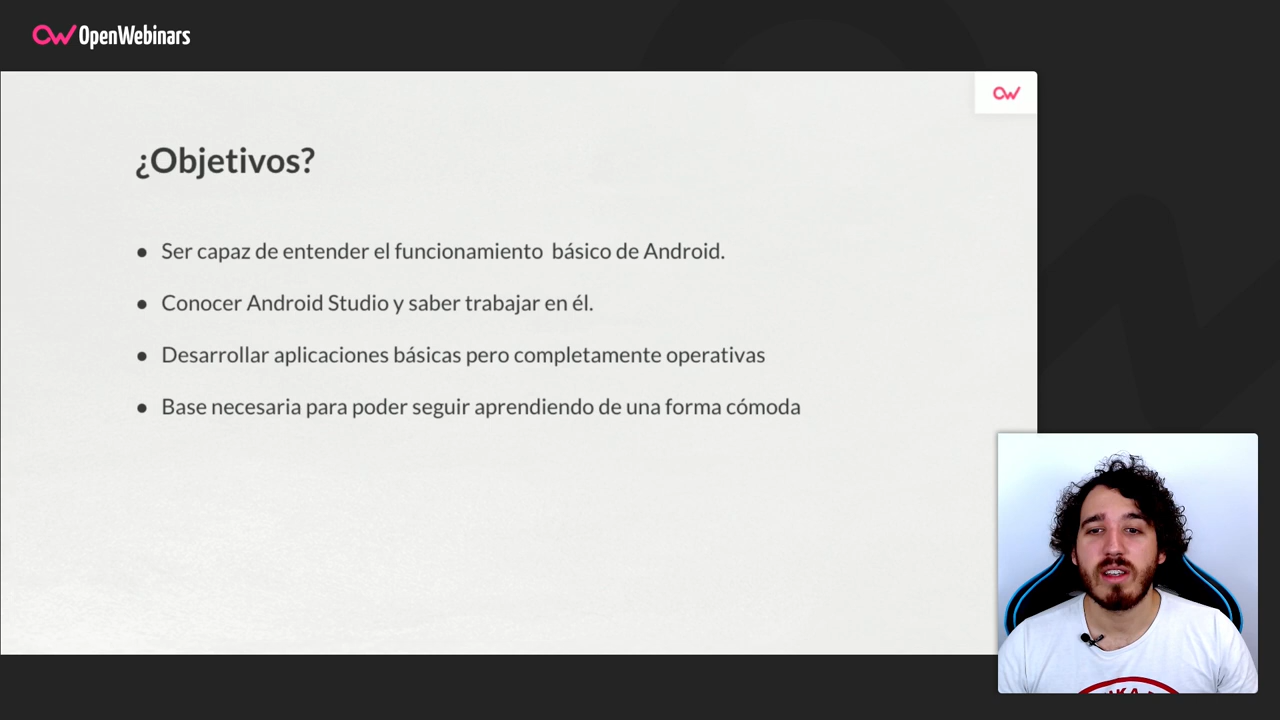 OpenWebinars
¿Objetivos?
● Ser capaz de entender el funcionamiento  básico de Android.
● Conocer Android Studio y saber trabajar en él.
● Desarrollar aplicaciones básicas pero completamente operativas
● Base necesaria para poder seguir aprendiendo de una forma cómoda